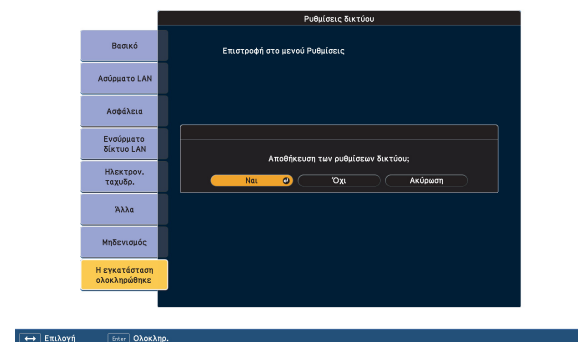 Ρυθμίσεις δικτύου
Βασικό
Επιστροφή στο μενού Ρυθμίσεις
Ασύρματο LAN
Ασφάλεια
Ενσύρματο
δίκτυο LAN
Αποθήκευση των ρυθμίσεων δικτύου;
Ηλεκτρον.
ταχυδρ.
Ναι
Όχι
Ακύρωση
Άλλα
Μηδενισμός
Η εγκατάσταση
ολοκληρώθηκε
Επιλογή
Enter Ολοκληρ.